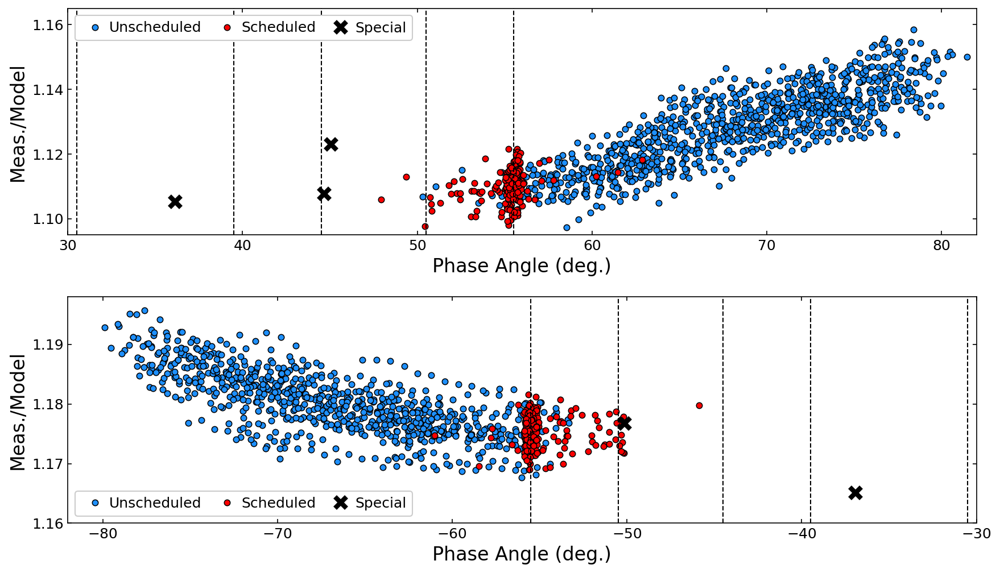 Meas./Model
1.16
1.14
1.12
1.10
Unscheduled Scheduled Special
30 40 50 60 70 80
Phase Angle (deg.)
Meas./Model
1.19
1.18
1.17
1.16
Unscheduled Scheduled Special
−80 −70 −60 −50 −40 −30
Phase Angle (deg.)